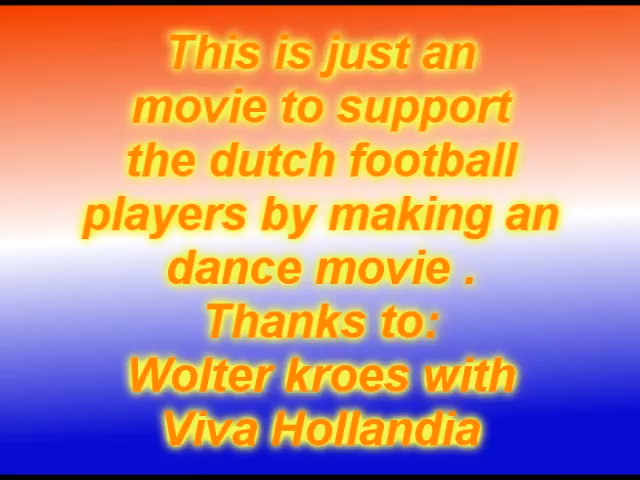 This is just an
movie to support
the dutch football
players by making an
dance movie .
Thanks to:
Wolter kroes with
Viva Hollandia